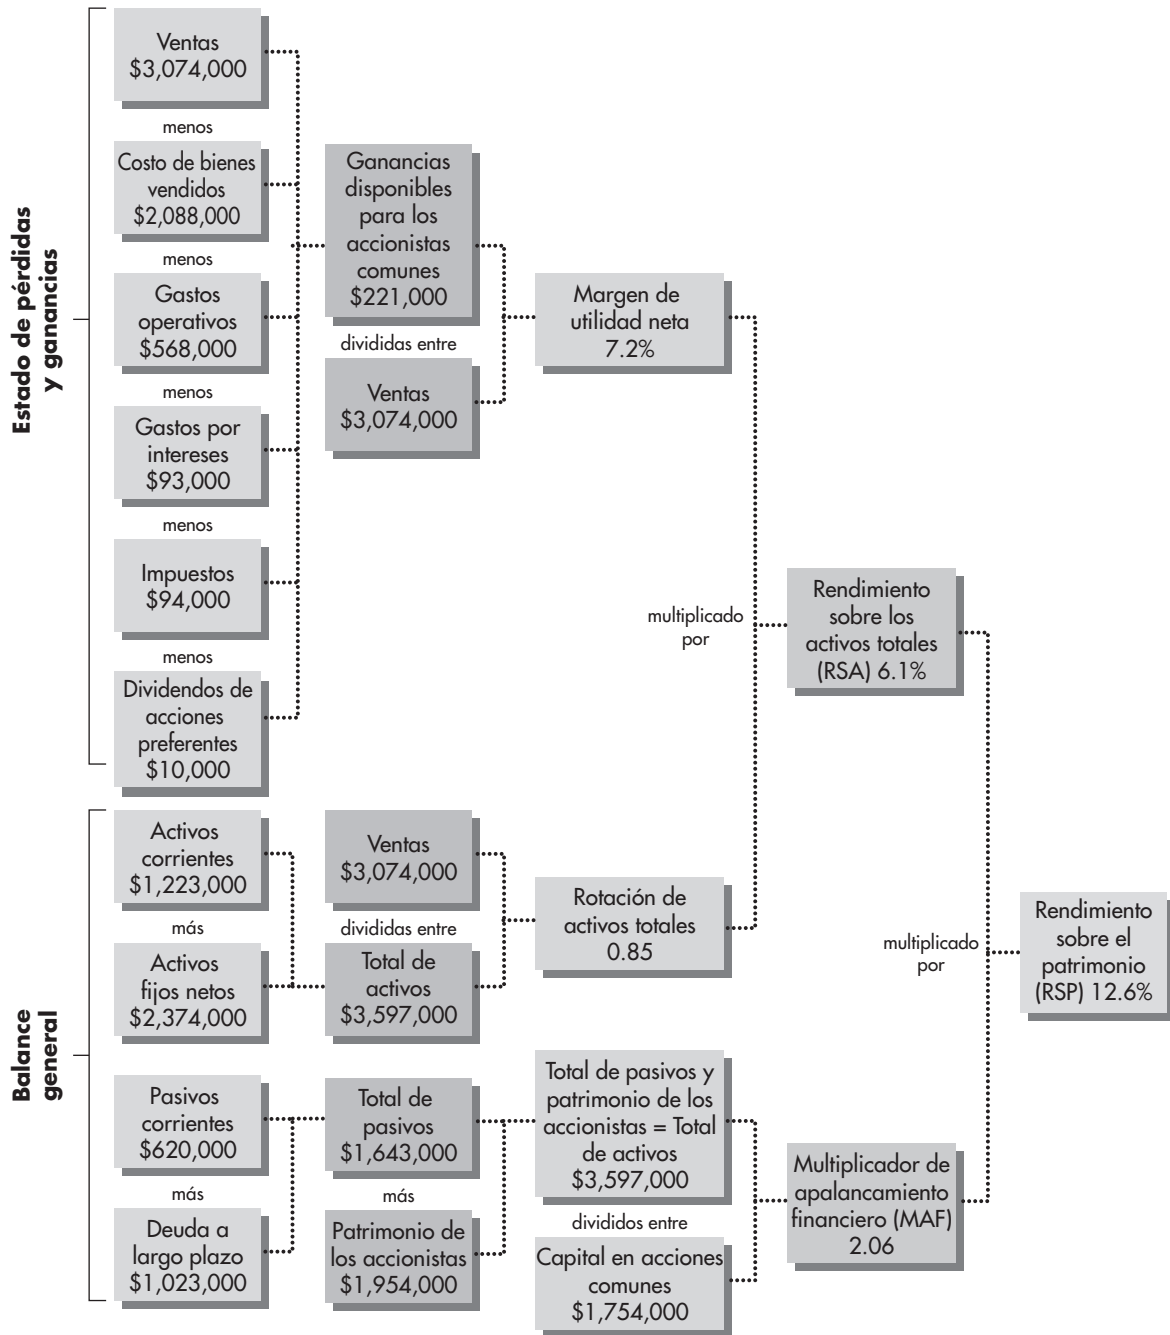 Estado de pérdidas
y ganancias
Ventas
$3,074,000
menos
Costo de bienes
vendidos
$2,088,000
menos
Gastos
operativos
$568,000
menos
Gastos por
intereses
$93,000
menos
Impuestos
$94,000
menos
Dividendos de
acciones
preferentes
$10,000
Ganancias
disponibles
para los
accionistas
comunes
$221,000
divididas entre
Ventas
$3,074,000
Margen de
utilidad neta
7.2%
multiplicado
por
Rendimiento
sobre los
activos totales
(RSA) 6.1%
Balance
general
Activos
corrientes
$1,223,000
más
Activos
fijos netos
$2,374,000
Ventas
$3,074,000
divididas entre
Total de
activos
$3,597,000
Rotación de
activos totales
0.85
multiplicado
por
Rendimiento
sobre el
patrimonio
(RSP) 12.6%
Pasivos
corrientes
$620,000
más
Deuda a
largo plazo
$1,023,000
Total de
pasivos
$1,643,000
más
Patrimonio de
los accionistas
$1,954,000
Total de pasivos y
patrimonio de los
accionistas = Total
de activos
$3,597,000
divididos entre
Capital en acciones
comunes
$1,754,000
Multiplicador de
apalancamiento
financiero (MAF)
2.06